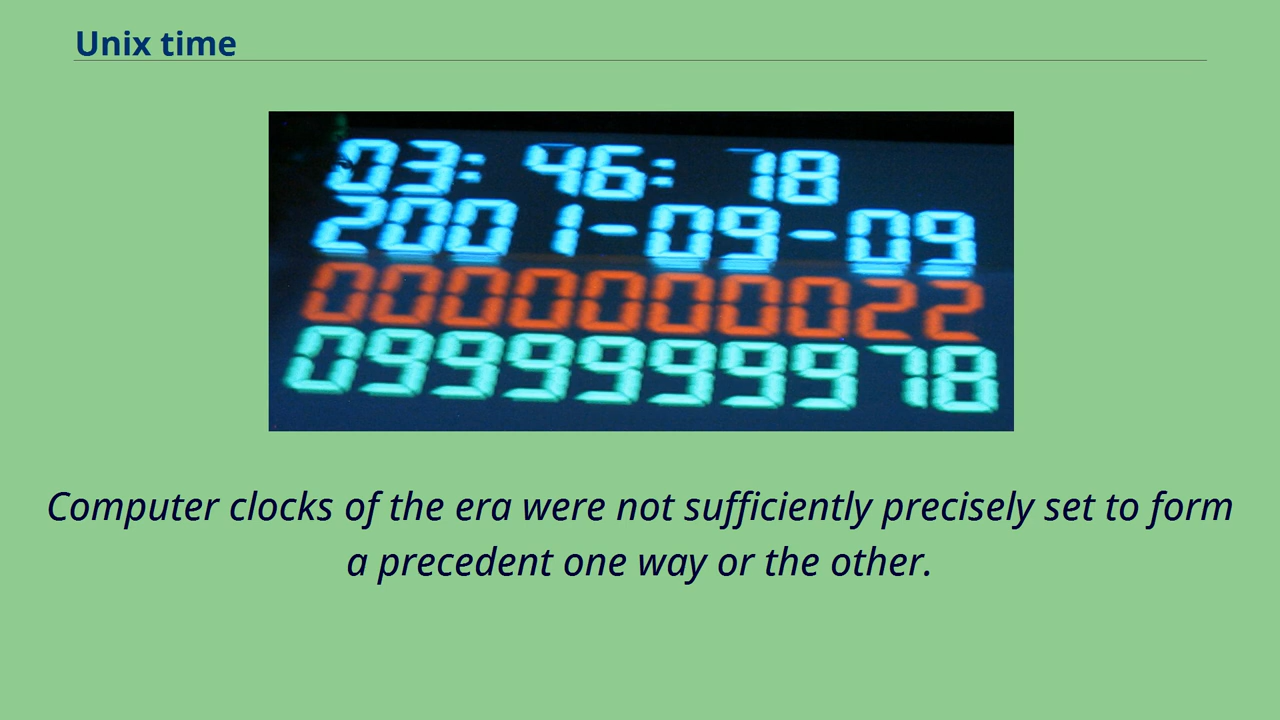 Unix time
03: 46: 18
2001-09-09
0000000022
0999999978
Computer clocks of the era were not sufficiently precisely set to form
a precedent one way or the other.